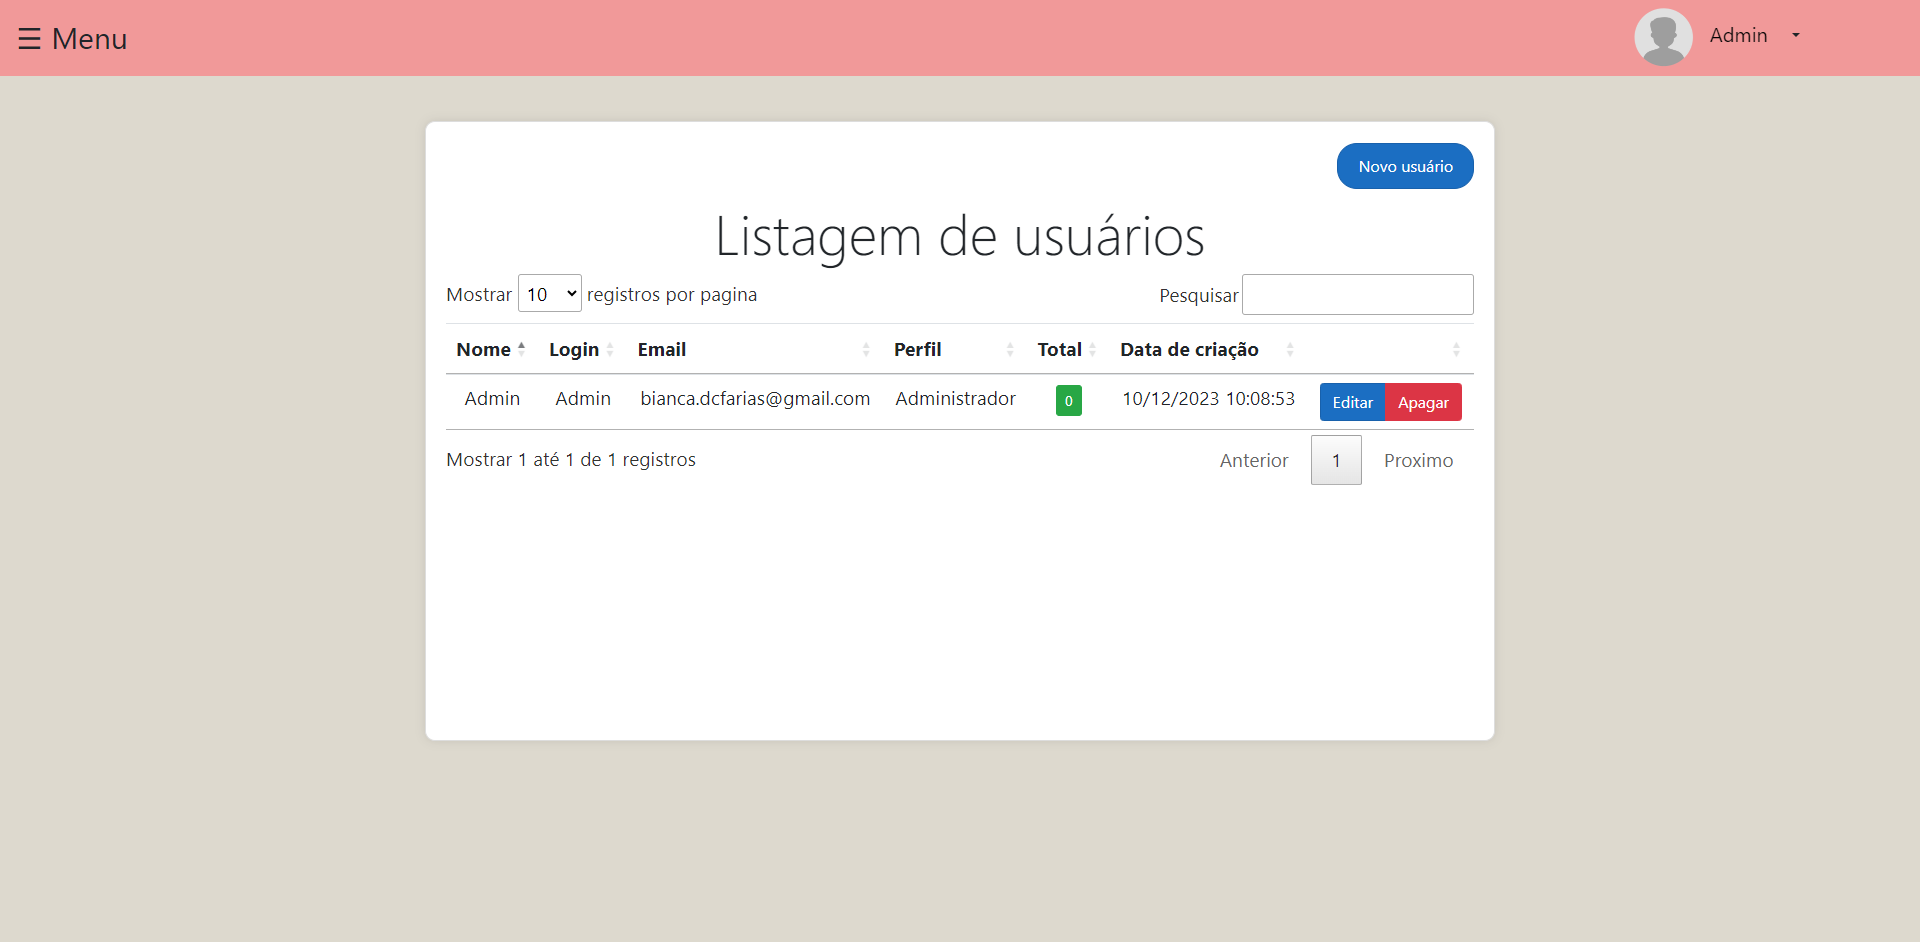 ☰ Menu
Admin
Novo usuário
Listagem de usuários
Mostrar 10 registros por pagina
Pesquisar
Nome Login Email Perfil Total Data de criação
Admin Admin bianca.dcfarias@gmail.com Administrador 0 10/12/2023 10:08:53 Editar Apagar
Mostrar 1 até 1 de 1 registros
Anterior 1 Proximo